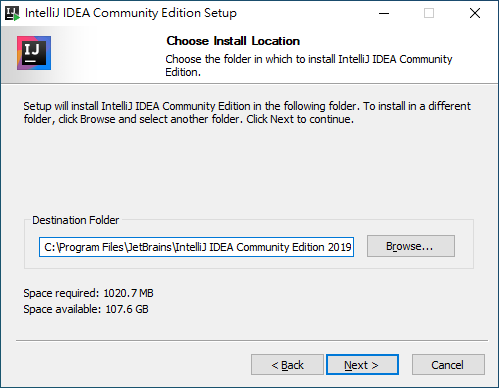 IntelliJ IDEA Community Edition Setup
IJ
Choose Install Location
Choose the folder in which to install IntelliJ IDEA Community
Edition.
Setup will install IntelliJ IDEA Community Edition in the following folder. To install in a different
folder, click Browse and select another folder. Click Next to continue.
Destination Folder
C:\Program Files\JetBrains\IntelliJ IDEA Community Edition 2019
Browse...
Space required: 1020.7 MB
Space available: 107.6 GB
< Back
Next >
Cancel